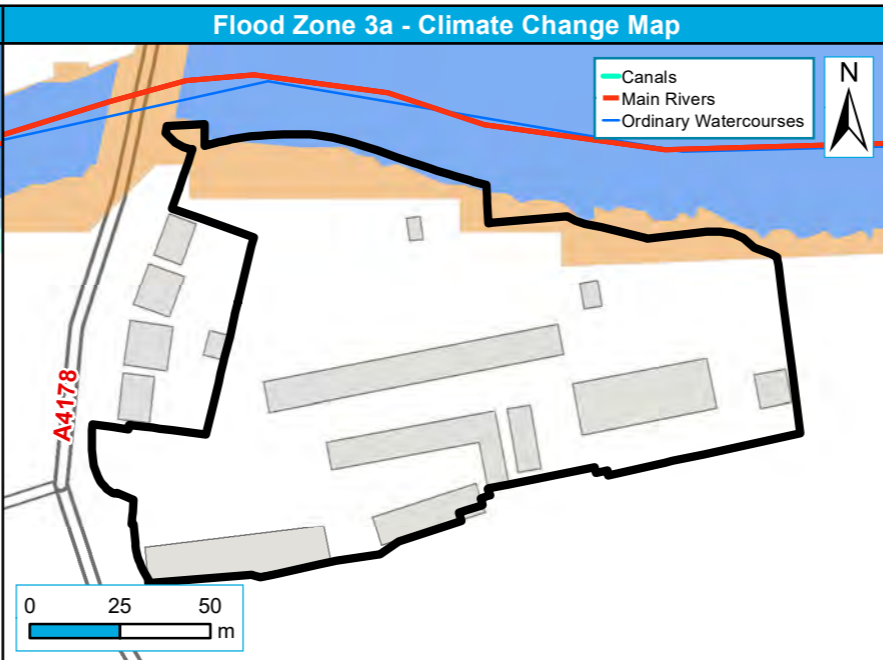 Flood Zone 3a - Climate Change Map
Canals
Main Rivers
Ordinary Watercourses
N
A4178
0 25 50
m